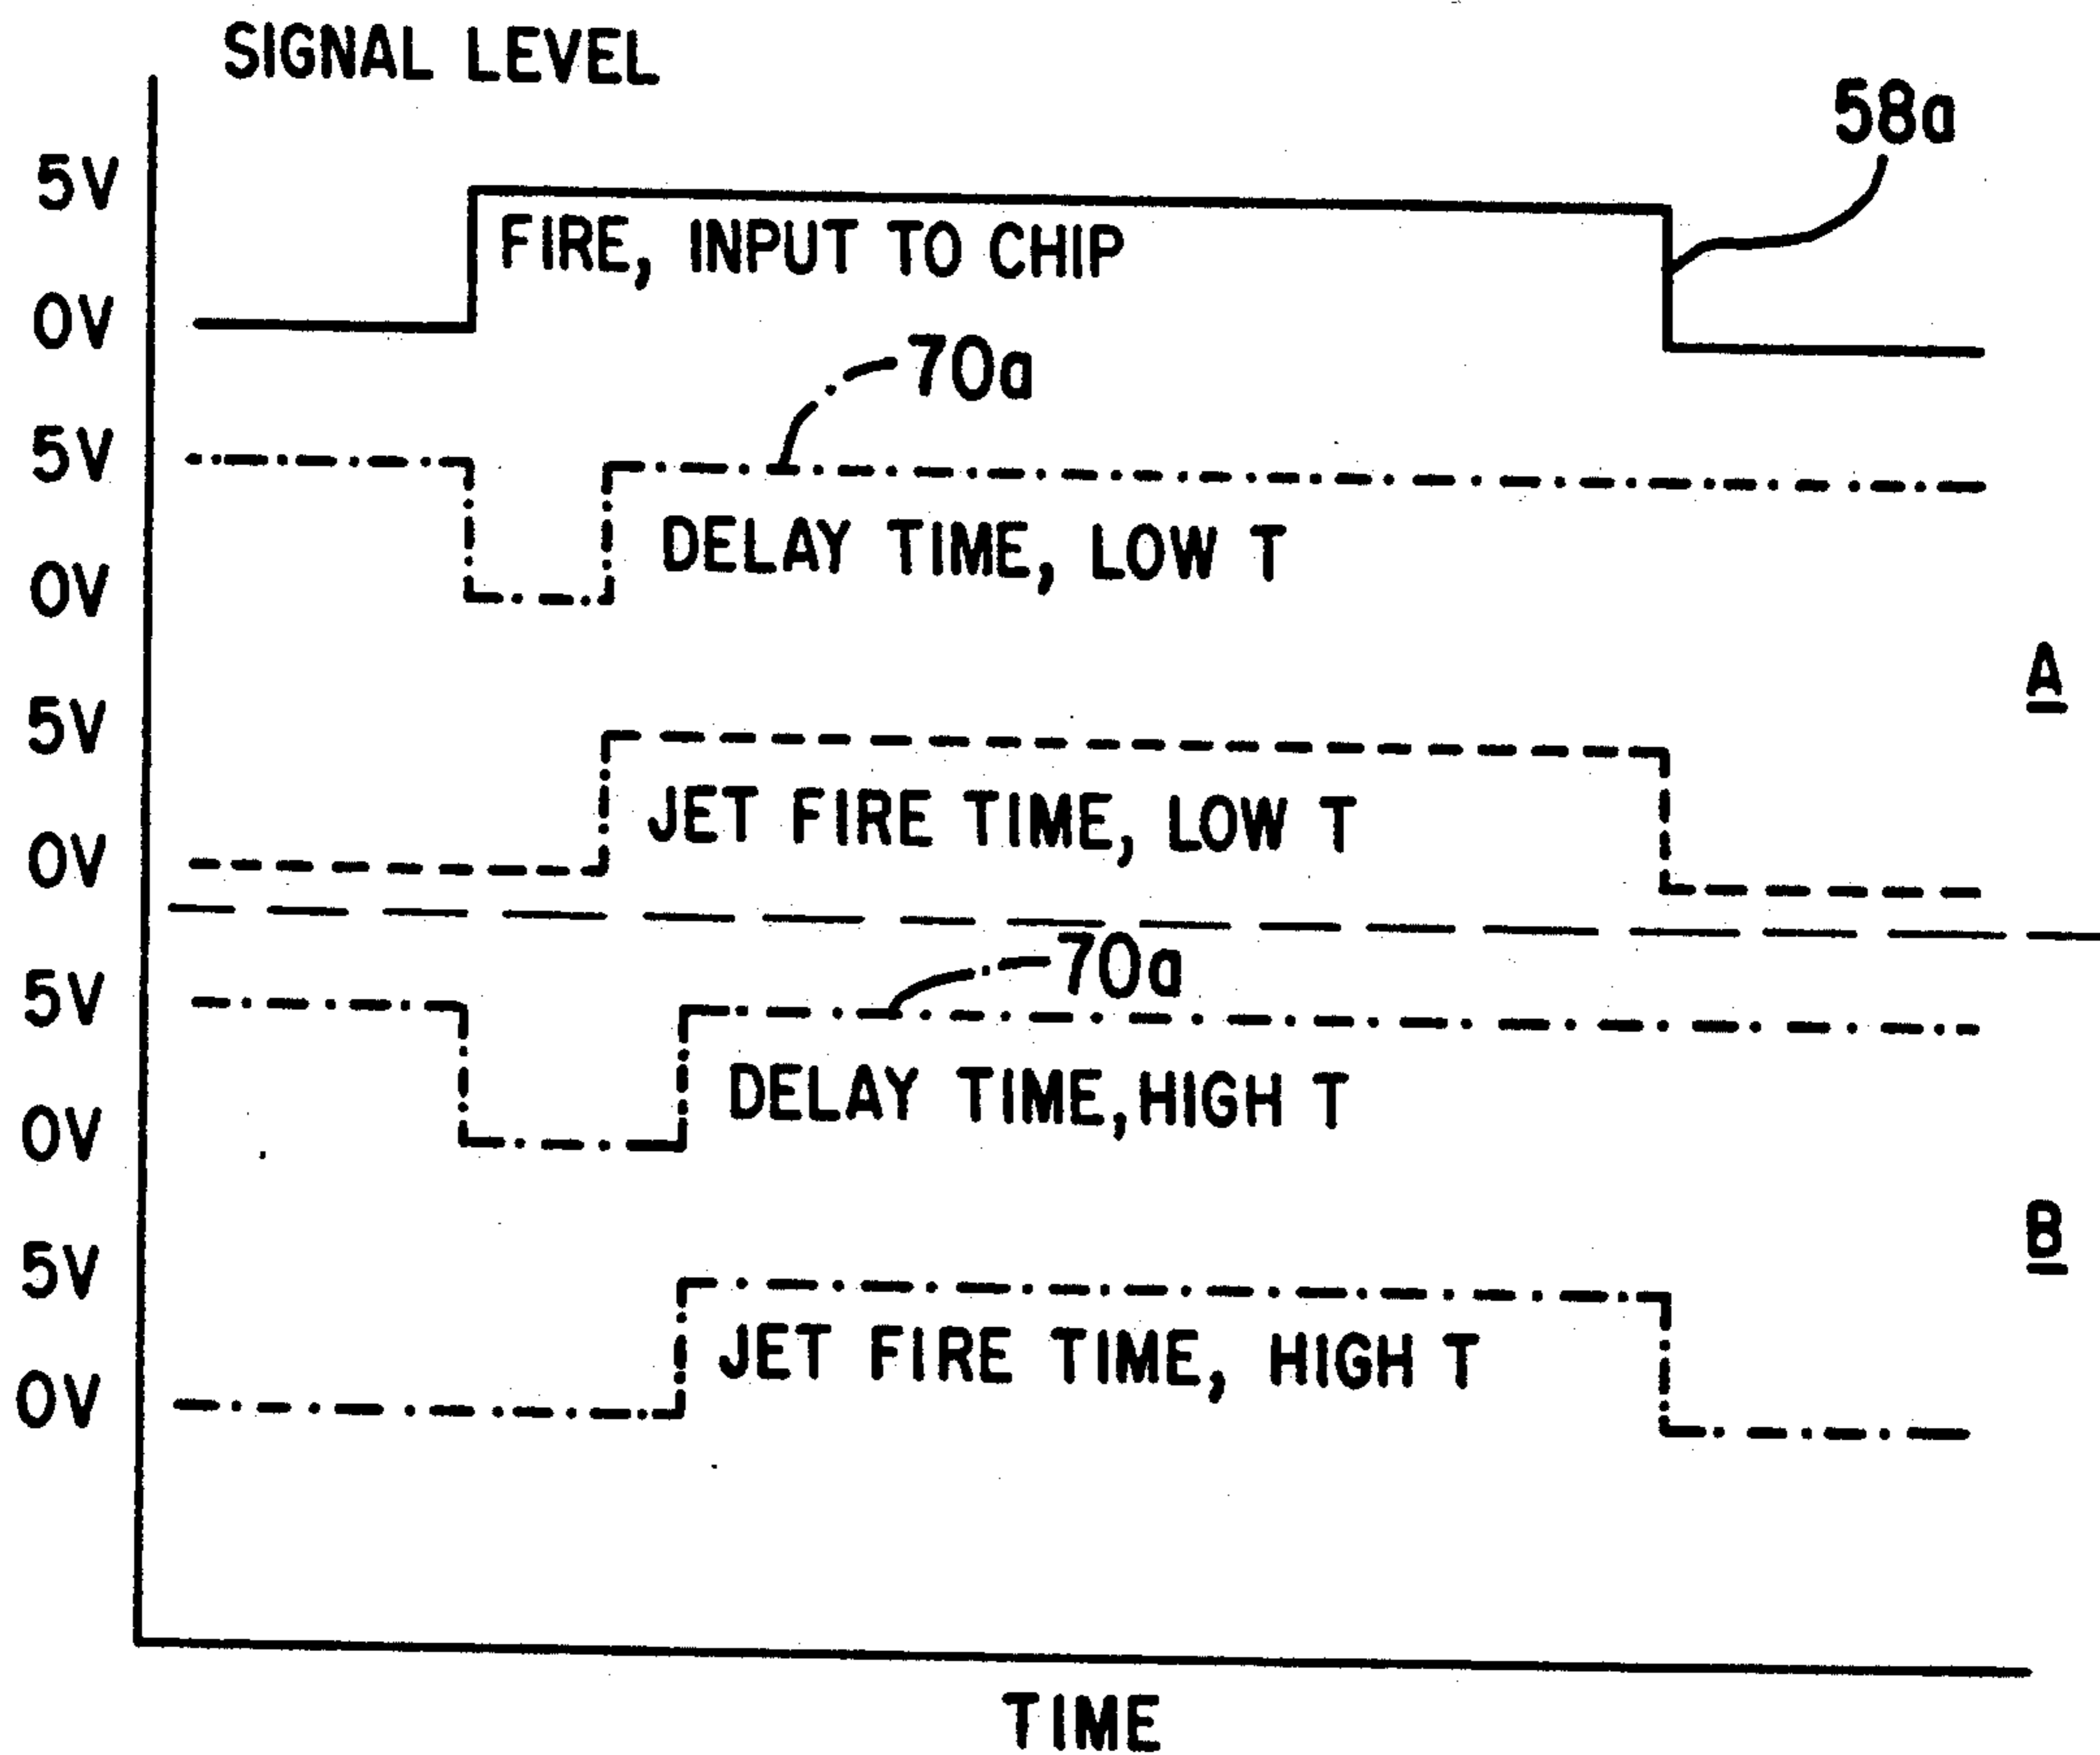 SIGNAL LEVEL
58a
5V
FIRE, INPUT TO CHIP
0V
70a
5V
DELAY TIME, LOW T
0V
A
5V
JET FIRE TIME, LOW T
0V
70a
5V
DELAY TIME, HIGH T
0V
B
5V
JET FIRE TIME, HIGH T
0V
TIME